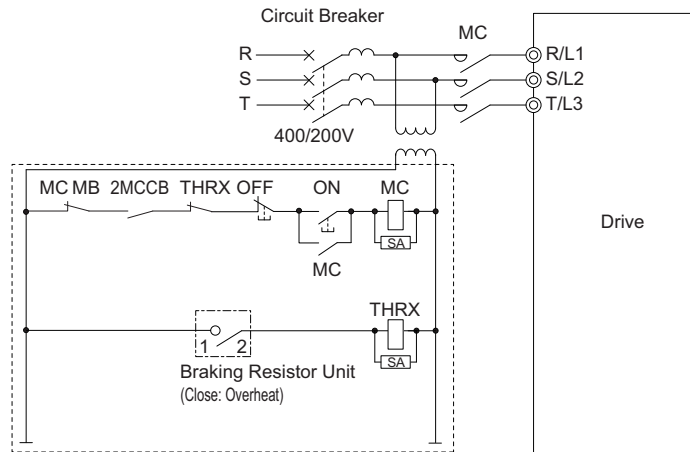 Circuit Breaker
MC
R
R/L1
S
S/L2
T
T/L3
400/200V
MC MB 2MCCB THRX OFF ON MC
SA
MC
Drive
THRX
1 2
SA
Braking Resistor Unit
(Close: Overheat)